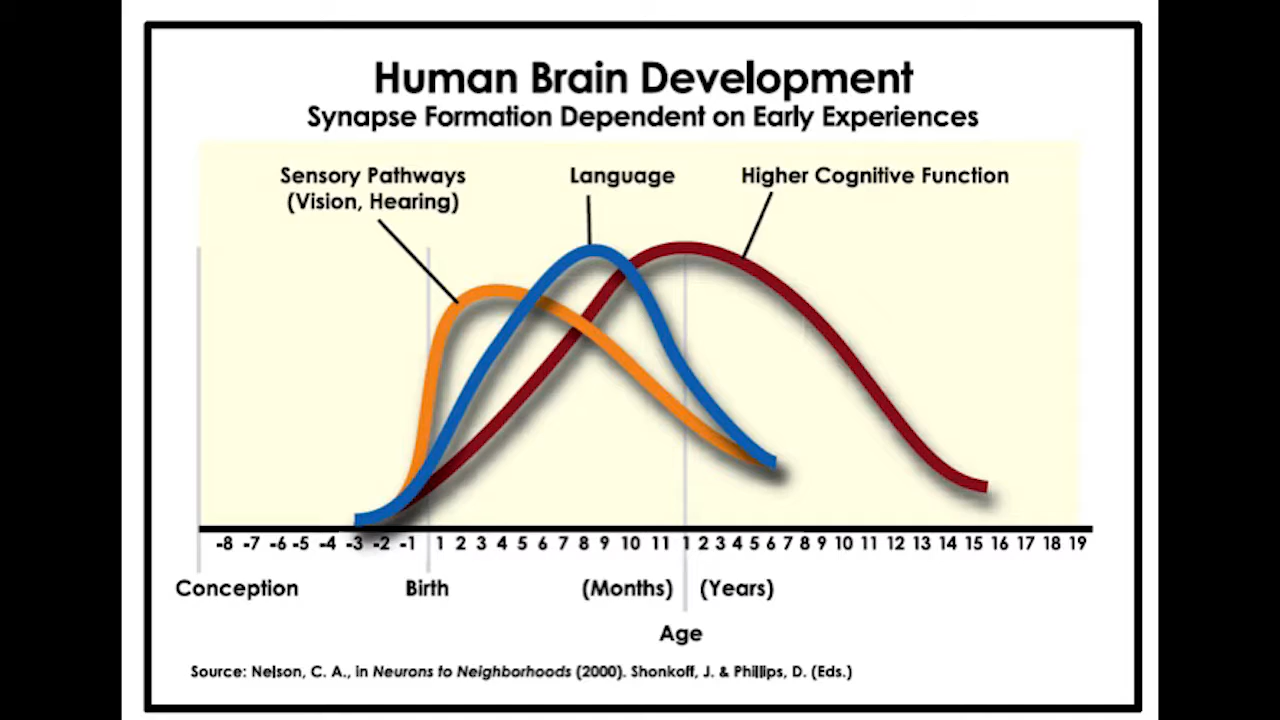 Human Brain Development
Synapse Formation Dependent on Early Experiences
Sensory Pathways
(Vision, Hearing)
Language
Higher Cognitive Function
-8 -7 -6 -5 -4 -3 -2 -1 1 2 3 4 5 6 7 8 9 10 11 1 2 3 4 5 6 7 8 9 10 11 12 13 14 15 16 17 18 19
Conception Birth (Months) (Years)
Age
Source: Nelson, C. A., in Neurons to Neighborhoods (2000). Shonkoff, J. & Phillips, D. (Eds.)